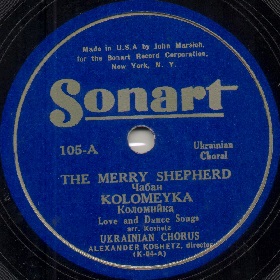 Made in U.S.A by John Marsich,
for the Sonart Record Corporation,
New York, N. Y.
Sonart
105-A
Ukrainian
Choral
THE MERRY SHEPHERD
Чабан
KOLOMEYKA
Коломийка
Love and Dance Songs
arr. Koshetz
UKRAINIAN CHORUS
ALEXANDER KOSHETZ, director
(K-04-A)